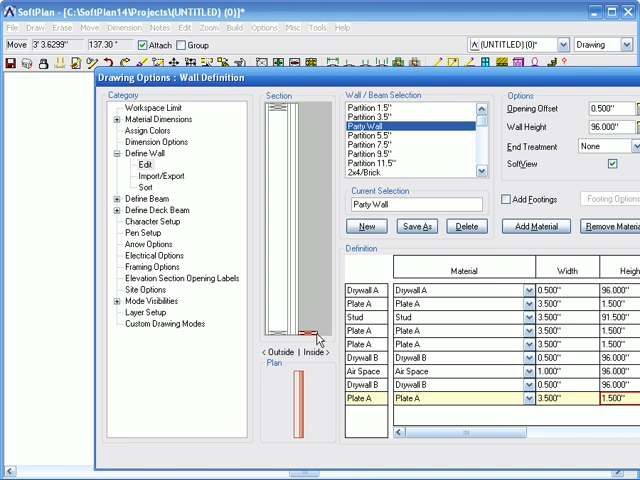 SoftPlan - [C:\SoftPlan14\Projects\(UNTITLED) (0)]*
File Draw Erase Move Dimension Notes Edit Zoom Build Options Misc Tools Help
Move 3' 3.6299" 137.30 ° Attach Group (UNTITLED) (0)* Drawing
Drawing Options : Wall Definition
Category
Workspace Limit
Material Dimensions
Assign Colors
Dimension Options
Define Wall
Edit
Import/Export
Sort
Define Beam
Define Deck Beam
Character Setup
Pen Setup
Arrow Options
Electrical Options
Framing Options
Elevation Section Opening Labels
Site Options
Mode Visibilities
Layer Setup
Custom Drawing Modes
Section
< Outside | Inside >
Plan
Wall / Beam Selection
Partition 1.5"
Partition 3.5"
Party Wall
Partition 5.5"
Partition 7.5"
Partition 9.5"
Partition 11.5"
2x4/Brick
Current Selection
Party Wall
New Save As Delete
Options
Opening Offset 0.500"
Wall Height 96.000"
End Treatment None
SoftView
Add Footings Footing Options
Add Material Remove Materia
Definition
Material Width Heigh
Drywall A Drywall A 0.500" 96.000"
Plate A Plate A 3.500" 1.500"
Stud Stud 3.500" 91.500"
Plate A Plate A 3.500" 1.500"
Plate A Plate A 3.500" 1.500"
Drywall B Drywall B 0.500" 96.000"
Air Space Air Space 1.000" 96.000"
Drywall B Drywall B 0.500" 96.000"
Plate A Plate A 3.500" 1.500"